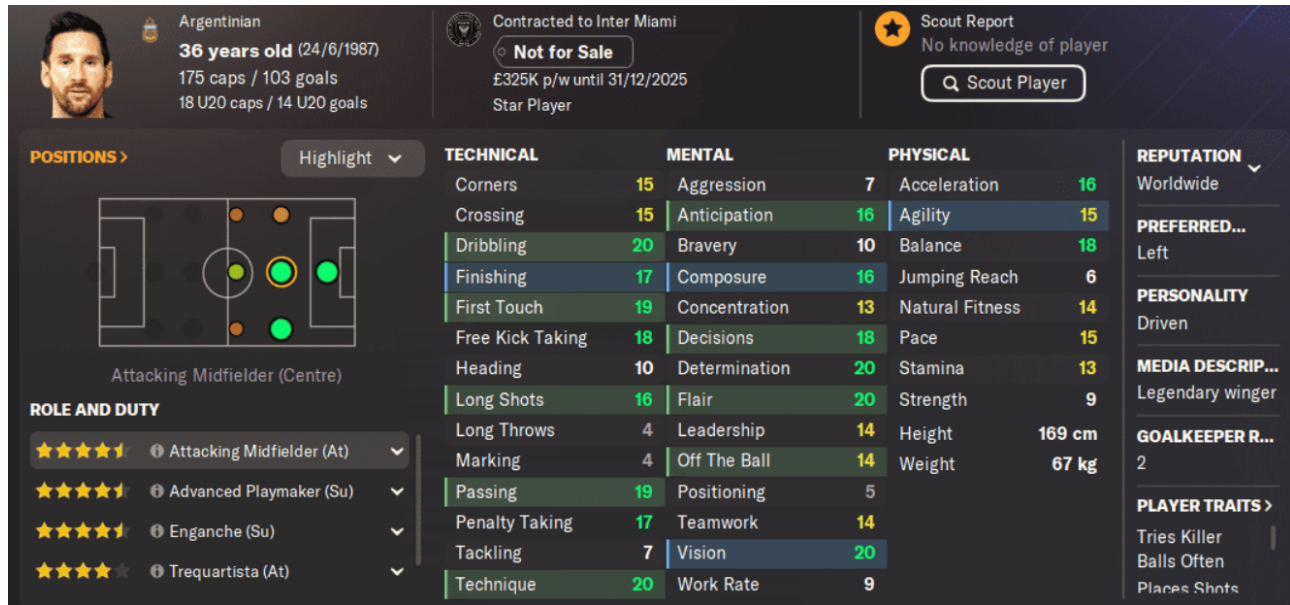 Argentinian
36 years old (24/6/1987)
175 caps / 103 goals
18 U20 caps / 14 U20 goals
Contracted to Inter Miami
Not for Sale
£325K p/w until 31/12/2025
Star Player
Scout Report
No knowledge of player
Scout Player
POSITIONS >
Highlight
Attacking Midfielder (Centre)
ROLE AND DUTY
Attacking Midfielder (At)
Advanced Playmaker (Su)
Enganche (Su)
Trequartista (At)
TECHNICAL
Corners 15
Crossing 15
Dribbling 20
Finishing 17
First Touch 19
Free Kick Taking 18
Heading 10
Long Shots 16
Long Throws 4
Marking 4
Passing 19
Penalty Taking 17
Tackling 7
Technique 20
MENTAL
Aggression 7
Anticipation 16
Bravery 10
Composure 16
Concentration 13
Decisions 18
Determination 20
Flair 20
Leadership 14
Off The Ball 14
Positioning 5
Teamwork 14
Vision 20
Work Rate 9
PHYSICAL
Acceleration 16
Agility 15
Balance 18
Jumping Reach 6
Natural Fitness 14
Pace 15
Stamina 13
Strength 9
Height 169 cm
Weight 67 kg
REPUTATION
Worldwide
PREFERRED...
Left
PERSONALITY
Driven
MEDIA DESCRIP...
Legendary winger
GOALKEEPER R...
2
PLAYER TRAITS >
Tries Killer
Balls Often
Places Shots